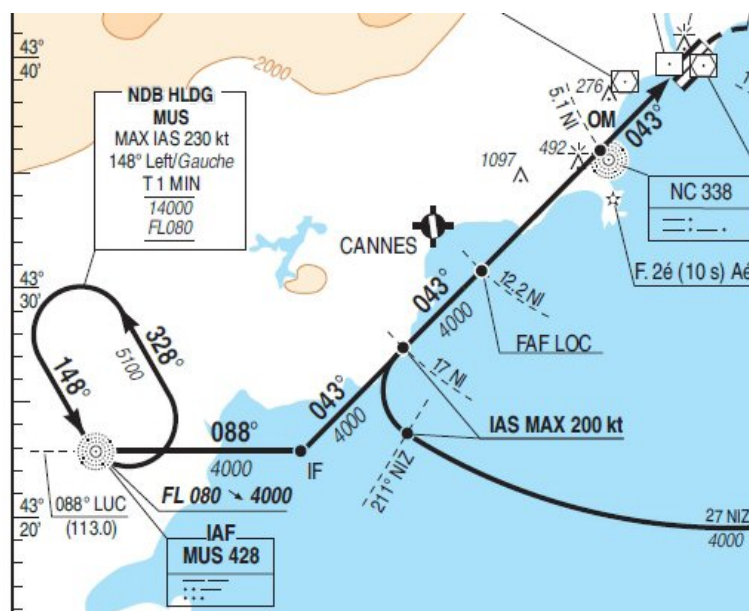 43°
40'
2000
NDB HLDG
MUS
MAX IAS 230 kt
148° Left/Gauche
T 1 MIN
14000
FL080
276
5.1 NI
OM
043°
492
1097
NC 338
CANNES
F. 2é (10 s) Aé
43°
30'
043°
4000
12.2 NI
FAF LOC
328°
5100
148°
17 NI
043°
4000
IAS MAX 200 kt
088°
4000
IF
211° NIZ
FL 080 ↘ 4000
088° LUC
(113.0)
43°
20'
IAF
MUS 428
27 NIZ
4000